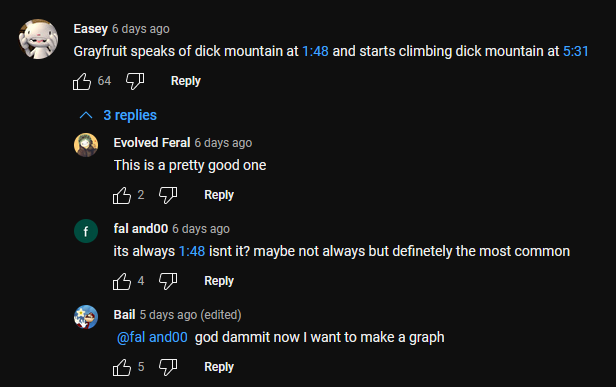 Easey 6 days ago
Grayfruit speaks of dick mountain at 1:48 and starts climbing dick mountain at 5:31
64 Reply
3 replies
Evolved Feral 6 days ago
This is a pretty good one
2 Reply
f
fal and00 6 days ago
its always 1:48 isnt it? maybe not always but definetely the most common
4 Reply
Bail 5 days ago (edited)
@fal and00 god dammit now I want to make a graph
5 Reply